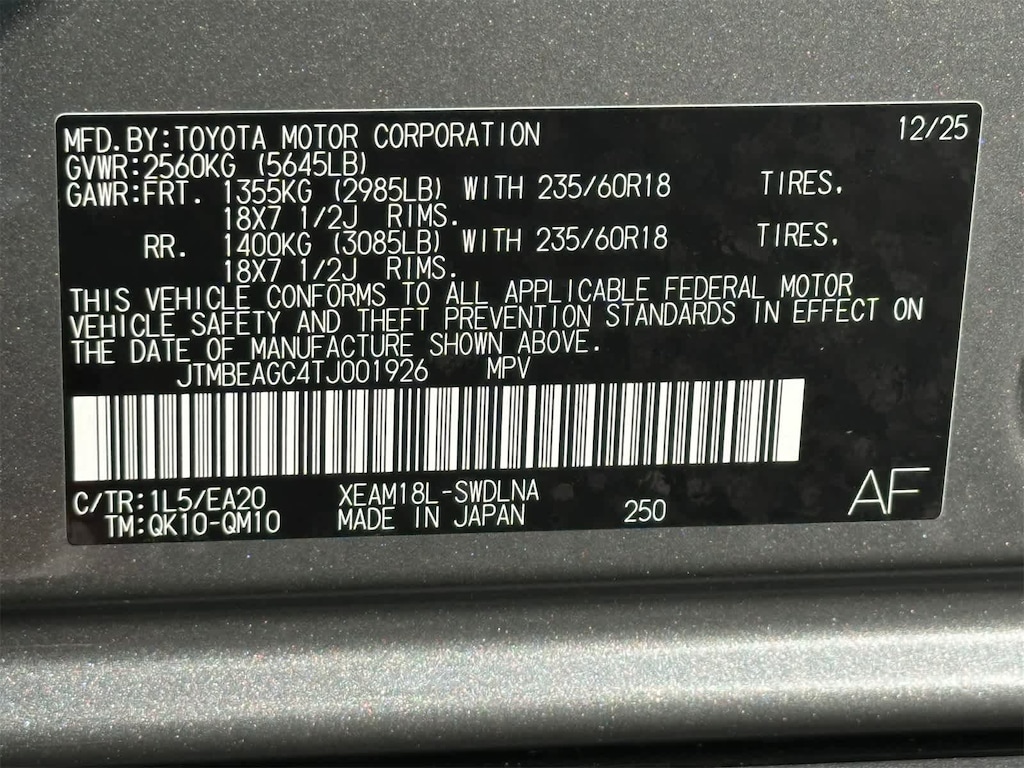 MFD.BY:TOYOTA MOTOR CORPORATION 12/25
GVWR:2560KG (5645LB)
GAWR:FRT. 1355KG (2985LB) WITH 235/60R18 TIRES,
18X7 1/2J RIMS.
RR. 1400KG (3085LB) WITH 235/60R18 TIRES,
18X7 1/2J RIMS.
THIS VEHICLE CONFORMS TO ALL APPLICABLE FEDERAL MOTOR
VEHICLE SAFETY AND THEFT PREVENTION STANDARDS IN EFFECT ON
THE DATE OF MANUFACTURE SHOWN ABOVE.
JTMBEAGC4TJ001926 MPV
C/TR:1L5/EA20 XEAM18L-SWDLNA
TM:QK10-QM10 MADE IN JAPAN 250 AF